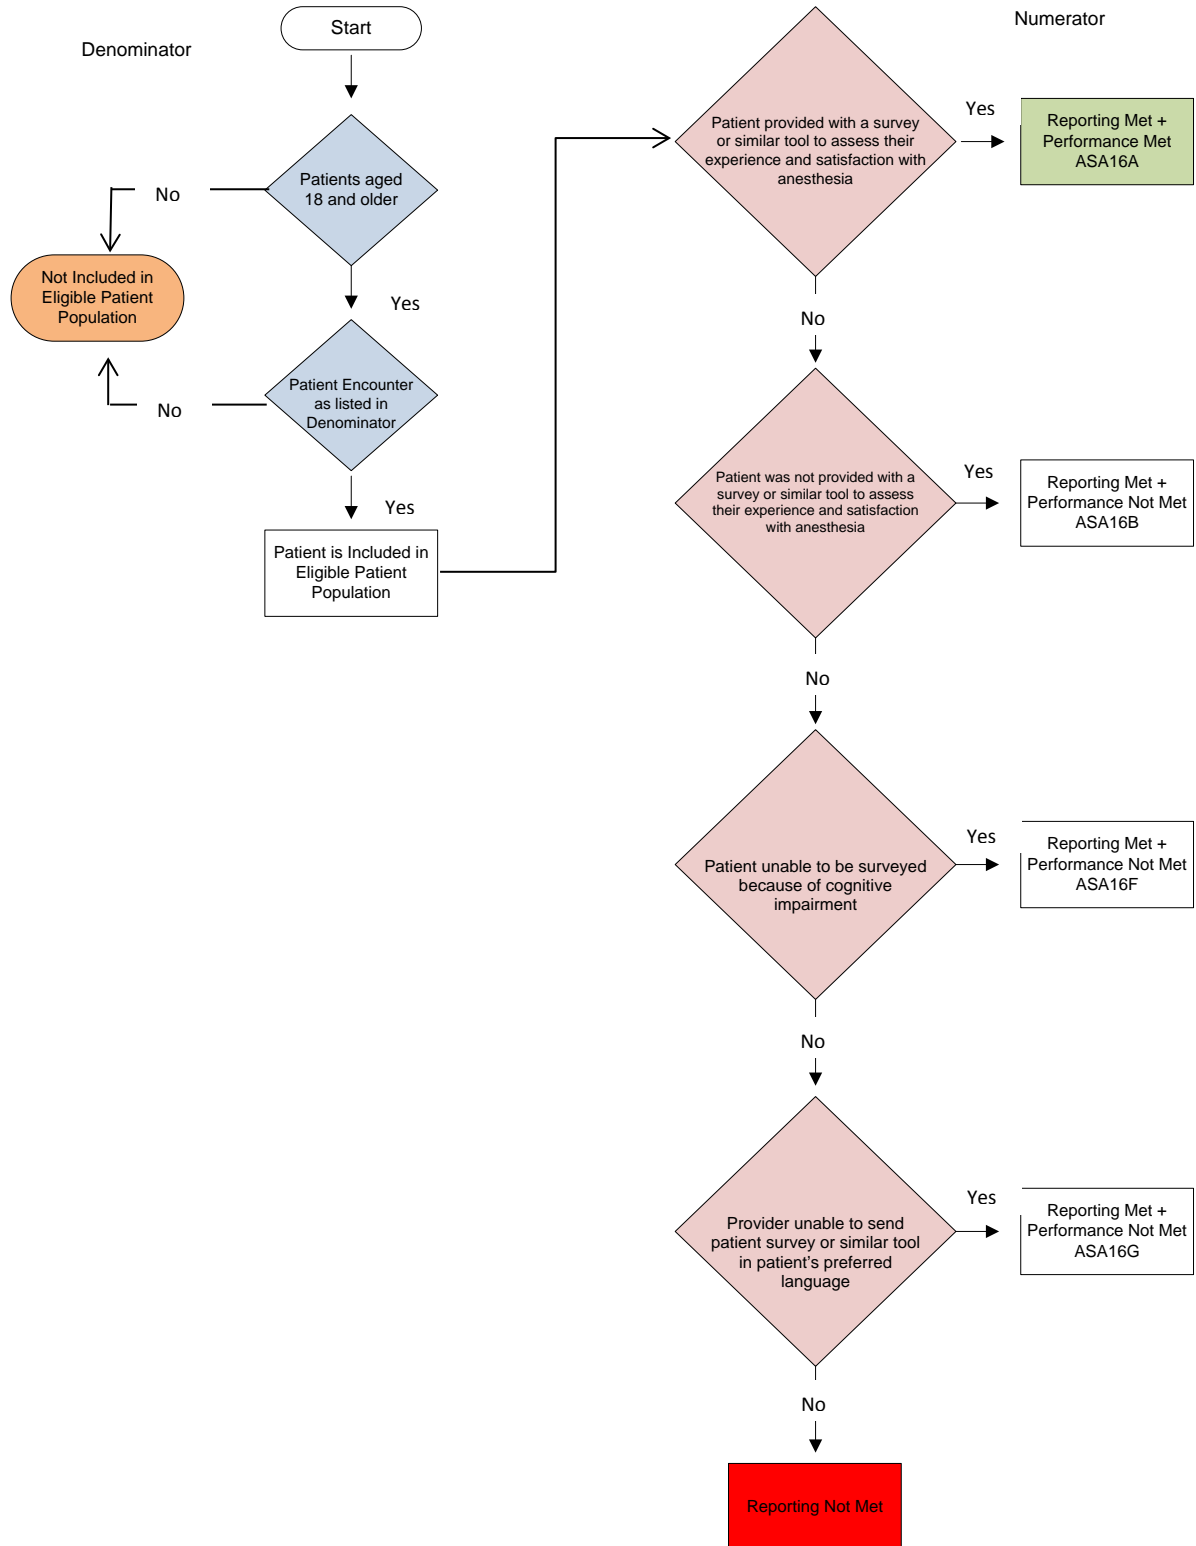 Denominator
Start
Patients aged
18 and older
No
Not Included in
Eligible Patient
Population
Yes
Patient Encounter
as listed in
Denominator
No
Yes
Patient is Included in
Eligible Patient
Population
Numerator
Patient provided with a survey
or similar tool to assess their
experience and satisfaction with
anesthesia
Yes
Reporting Met +
Performance Met
ASA16A
No
Patient was not provided with a
survey or similar tool to assess
their experience and satisfaction
with anesthesia
Yes
Reporting Met +
Performance Not Met
ASA16B
No
Patient unable to be surveyed
because of cognitive
impairment
Yes
Reporting Met +
Performance Not Met
ASA16F
No
Provider unable to send
patient survey or similar tool
in patient’s preferred
language
Yes
Reporting Met +
Performance Not Met
ASA16G
No
Reporting Not Met